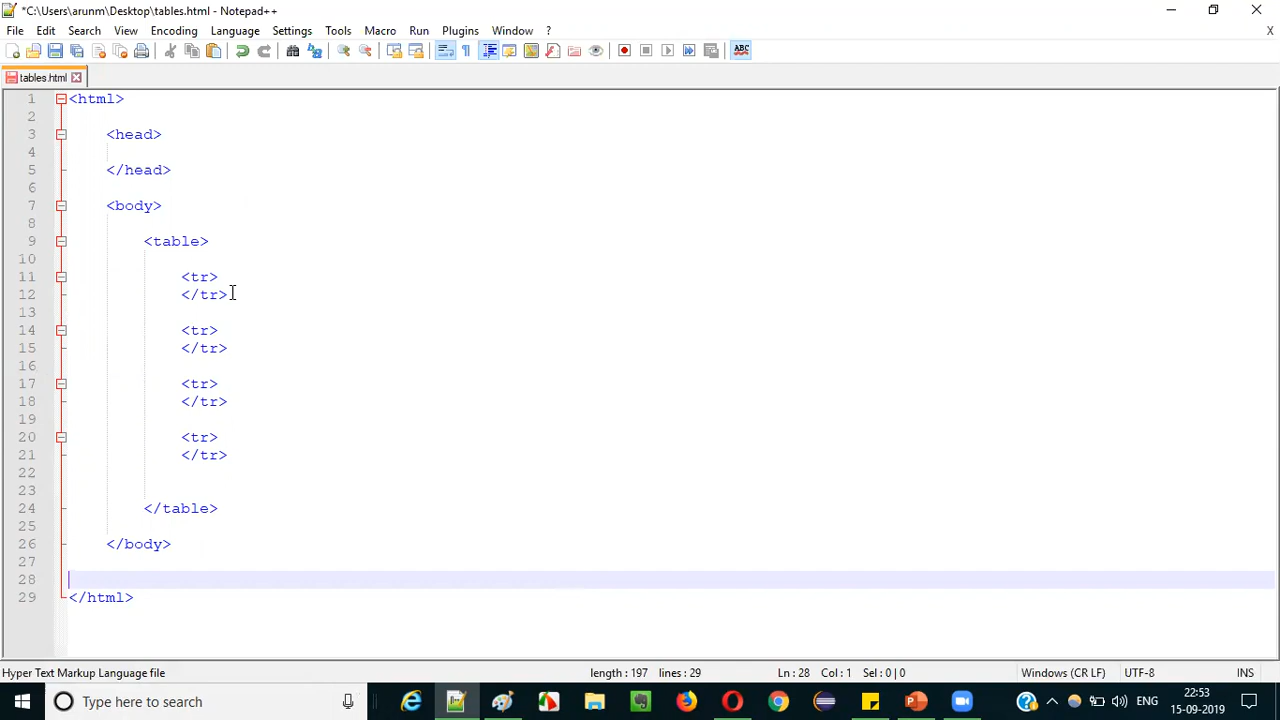 *C:\Users\arunm\Desktop\tables.html - Notepad++
File Edit Search View Encoding Language Settings Tools Macro Run Plugins Window ? X
tables.html
1 <html>
2
3 <head>
4
5 </head>
6
7 <body>
8
9 <table>
10
11 <tr>
12 </tr>
13
14 <tr>
15 </tr>
16
17 <tr>
18 </tr>
19
20 <tr>
21 </tr>
22
23
24 </table>
25
26 </body>
27
28
29 </html>
Hyper Text Markup Language file length : 197 lines : 29 Ln : 28 Col : 1 Sel : 0 | 0 Windows (CR LF) UTF-8 INS
Type here to search ENG 22:53
15-09-2019